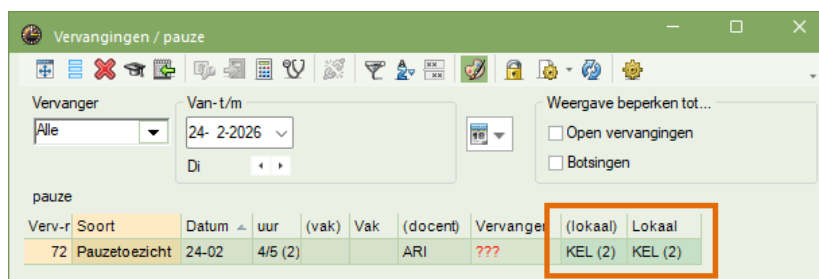 Vervangingen / pauze
Vervanger
Van- t/m
Weergave beperken tot...
Alle
24- 2-2026
18
Open vervangingen
Di
Botsingen
pauze
Verv-r Soort Datum uur (vak) Vak (docent) Vervanger (lokaal) Lokaal
72 Pauzetoezicht 24-02 4/5 (2) ARI ??? KEL (2) KEL (2)